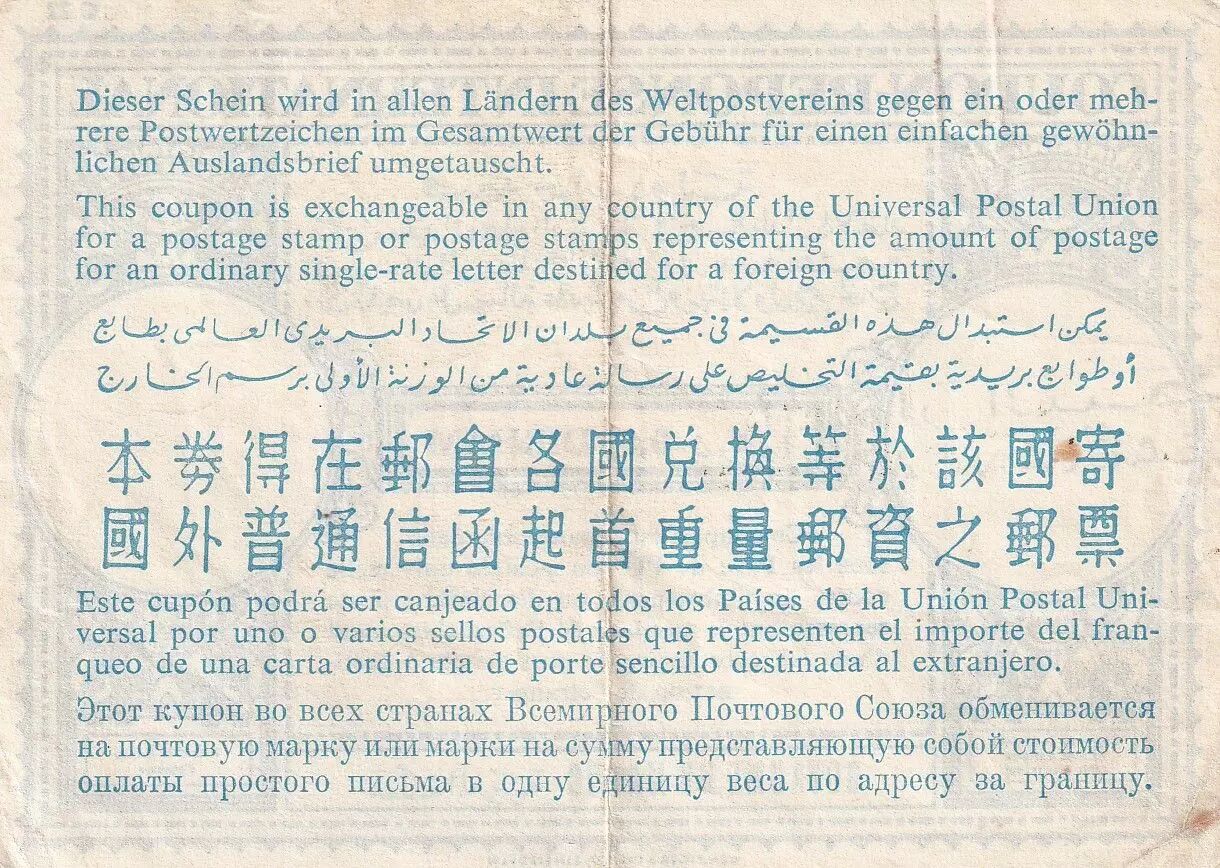 Dieser Schein wird in allen Ländern des Weltpostvereins gegen ein oder meh-
rere Postwertzeichen im Gesamtwert der Gebühr für einen einfachen gewöhn-
lichen Auslandsbrief umgetauscht.
This coupon is exchangeable in any country of the Universal Postal Union
for a postage stamp or postage stamps representing the amount of postage
for an ordinary single-rate letter destined for a foreign country.
يمكن استبدال هذه القسيمة فى جميع بلدان الاتحاد البريدى العالمى بطابع
أو طوابع بريدية بقيمة التخليص على رسالة عادية من الوزنة الأولى برسم الخارج
本券得在郵會各國兌換等於該國寄
國外普通信函起首重量郵資之郵票
Este cupón podrá ser canjeado en todos los Países de la Unión Postal Uni-
versal por uno o varios sellos postales que representen el importe del fran-
queo de una carta ordinaria de porte sencillo destinada al extranjero.
Этот купон во всех странах Всемирного Почтового Союза обменивается
на почтовую марку или марки на сумму представляющую собой стоимость
оплаты простого письма в одну единицу веса по адресу за границу.